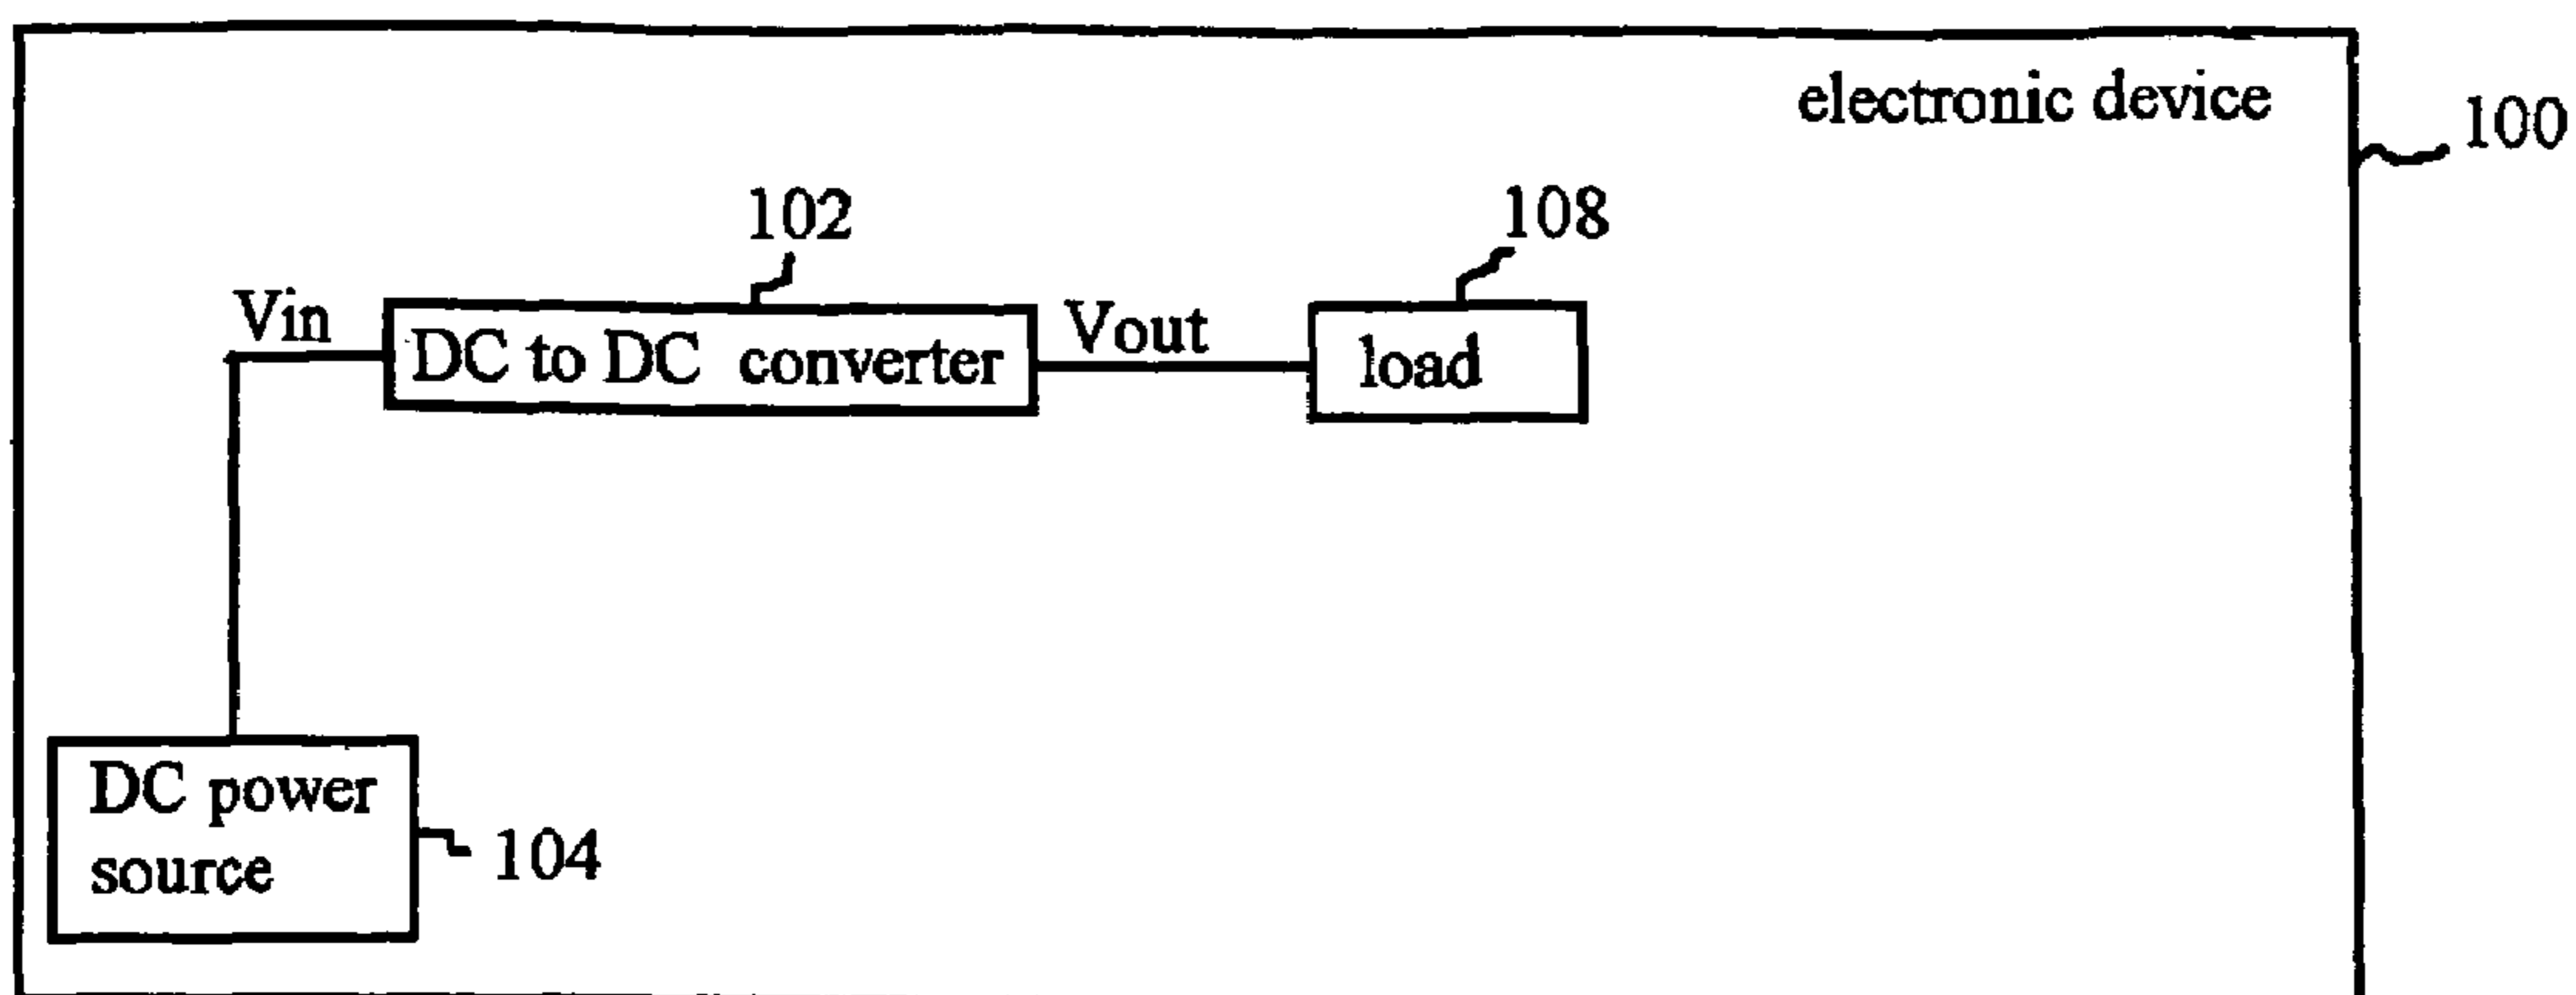 electronic device
100
102
108
Vin
DC to DC converter
Vout
load
DC power
source
104